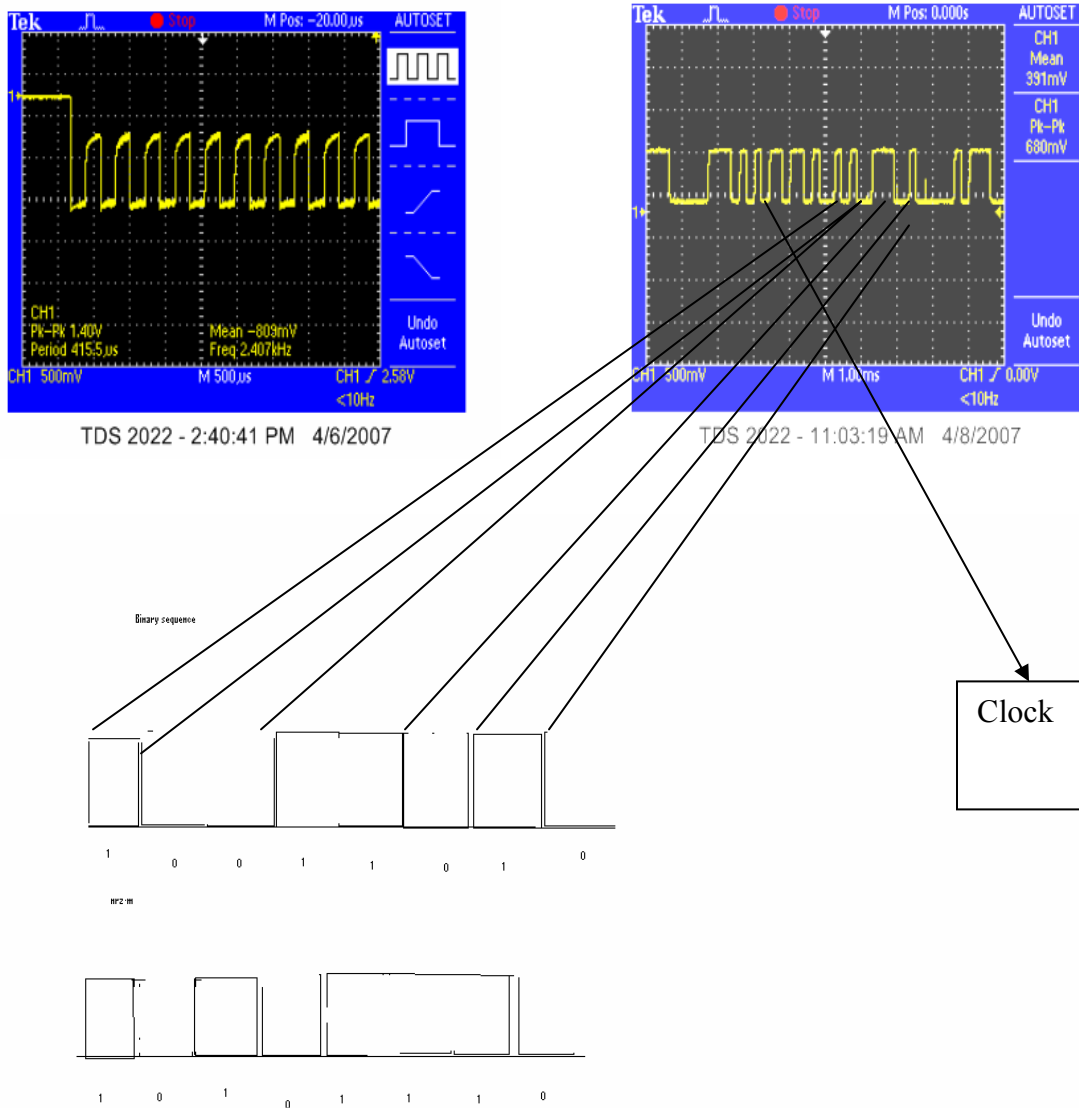 Tek Stop M Pos: -20.00us AUTOSET
1
CH1
Pk-Pk 1.40V Mean -809mV
Period 415.5us Freq 2.407kHz
Undo
Autoset
CH1 500mV M 500us CH1 2.58V
<10Hz
TDS 2022 - 2:40:41 PM 4/6/2007
Tek Stop M Pos: 0.000s AUTOSET
CH1
Mean
391mV
CH1
Pk-Pk
680mV
1
Undo
Autoset
CH1 500mV M 1.00ms CH1 0.00V
<10Hz
TDS 2022 - 11:03:19 AM 4/8/2007
Binary sequence
Clock
1 0 0 1 1 0 1 0
1 0 1 0 1 1 1 0